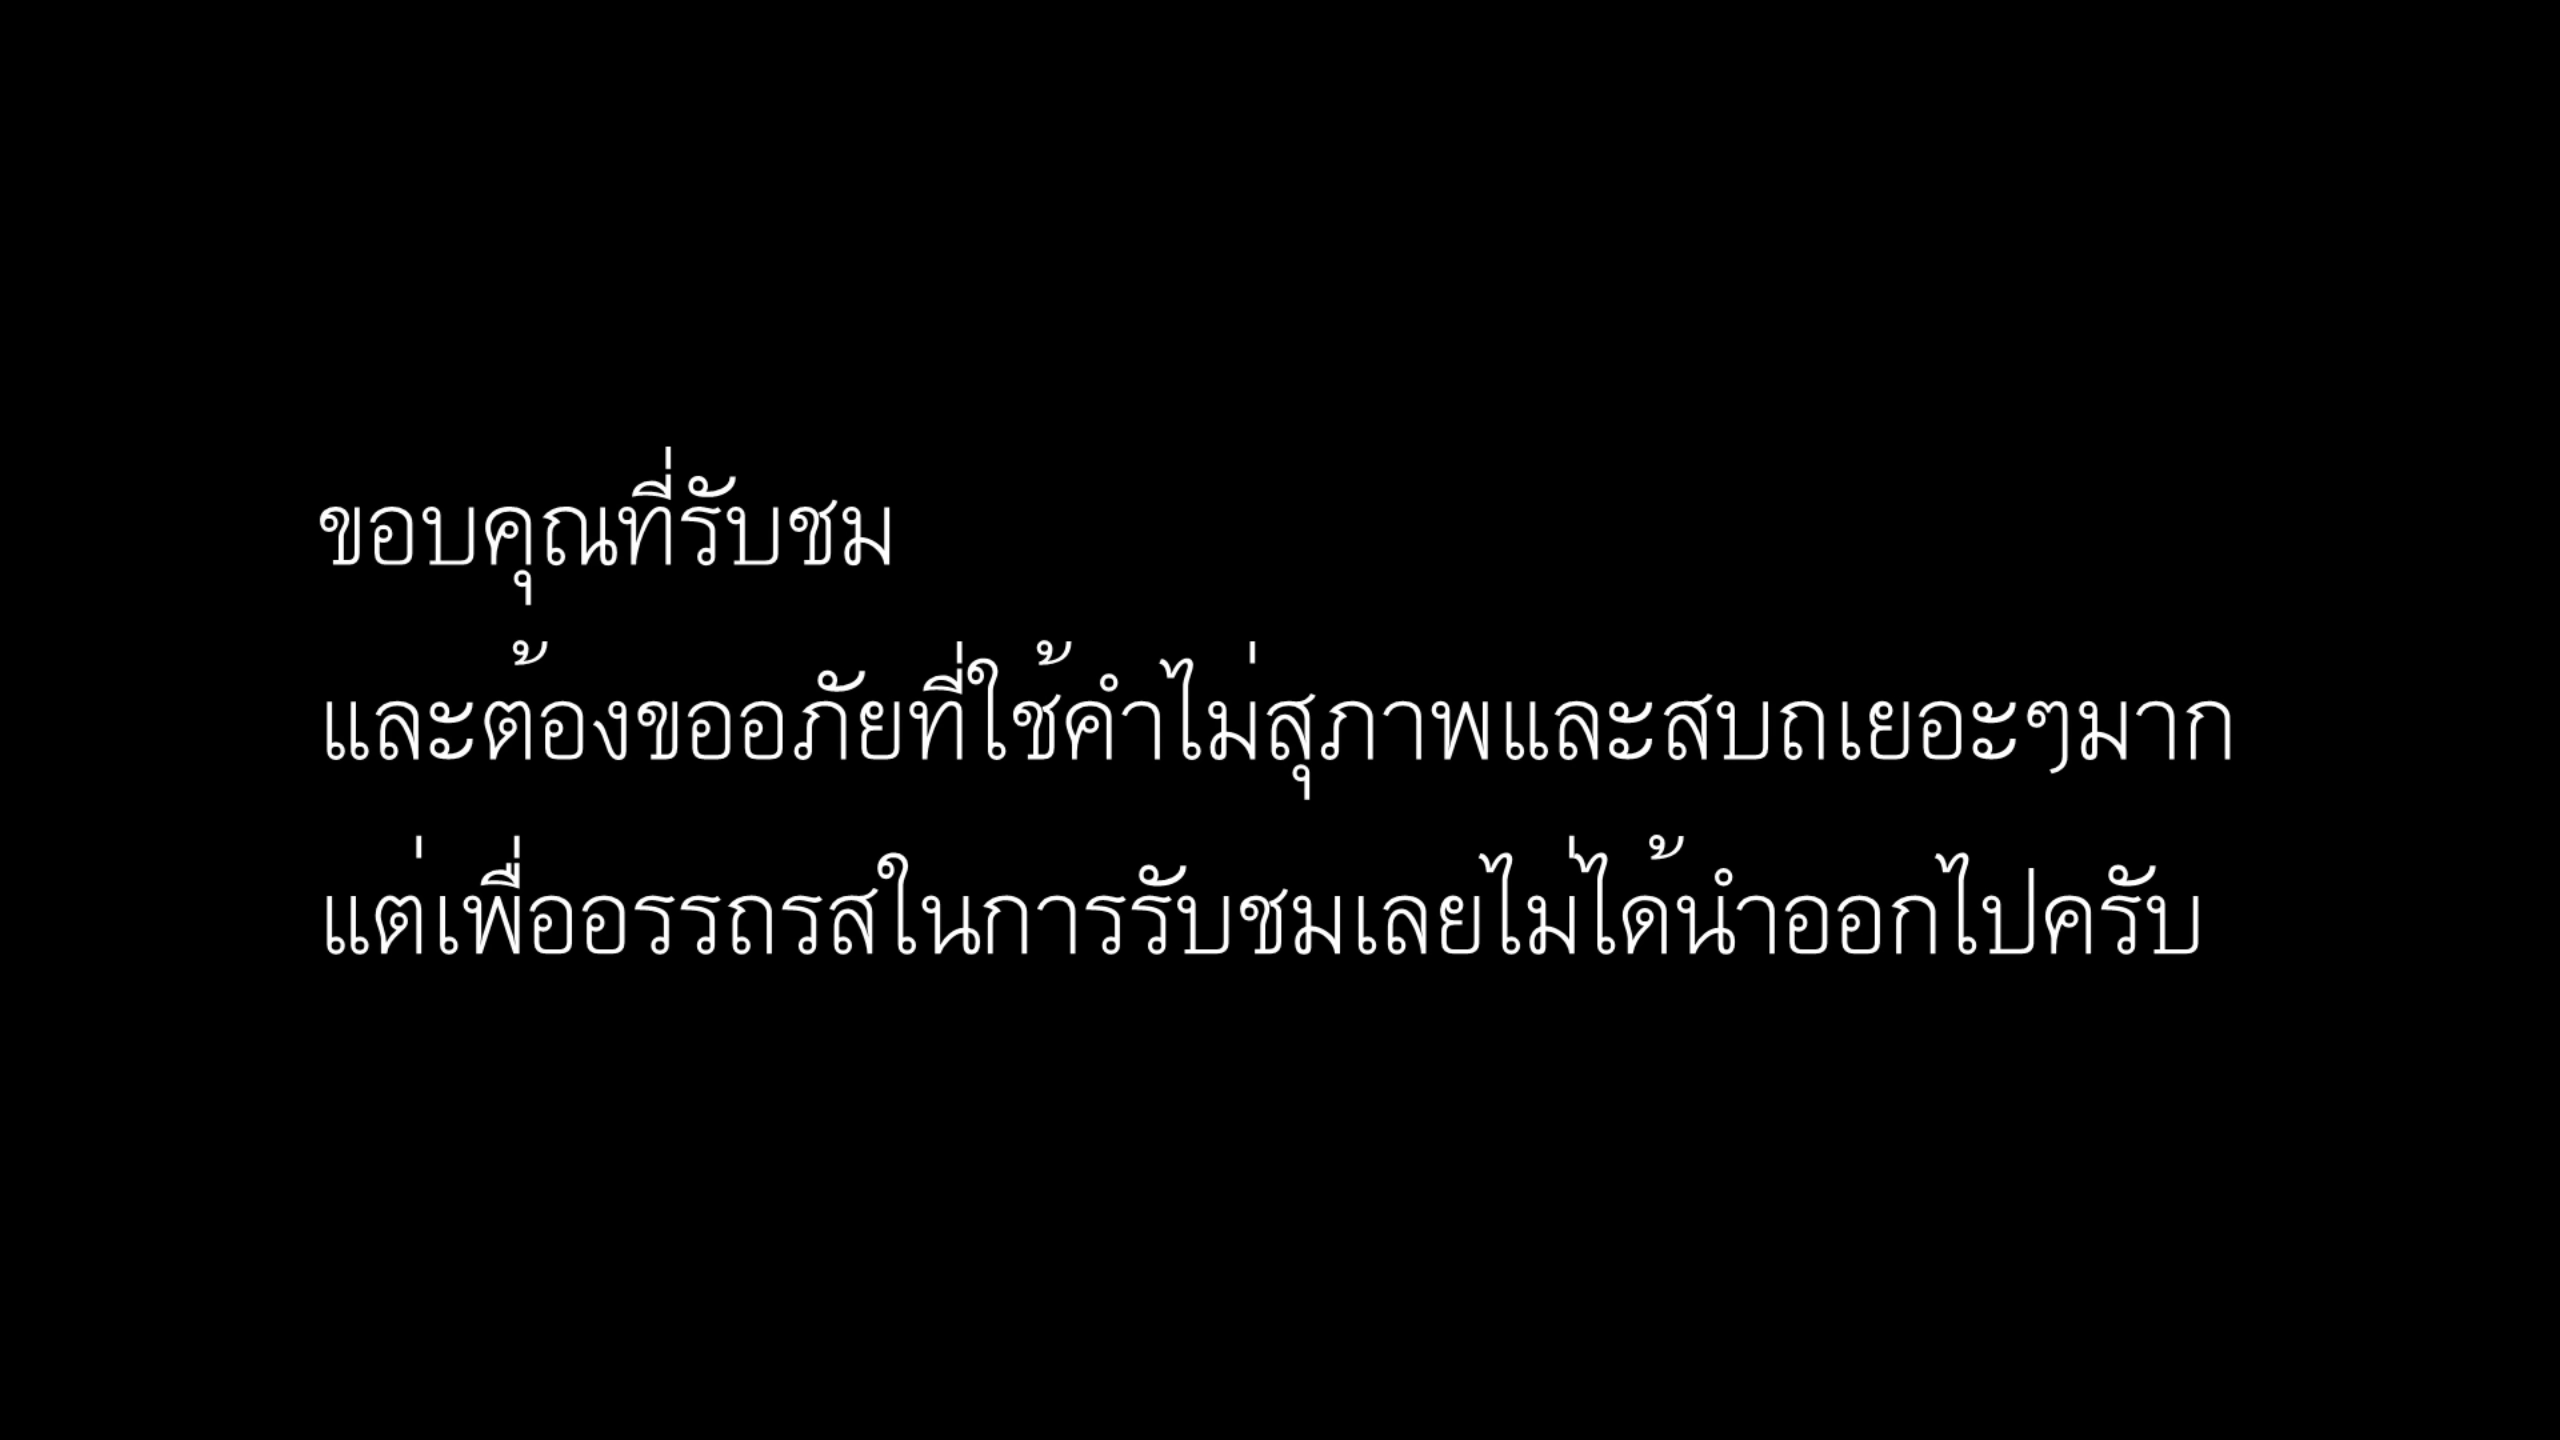 ขอบคุณที่รับชม
และต้องขออภัยที่ใช้คำไม่สุภาพและสบถเยอะๆมาก
แต่เพื่ออรรถรสในการรับชมเลยไม่ได้นำออกไปครับ